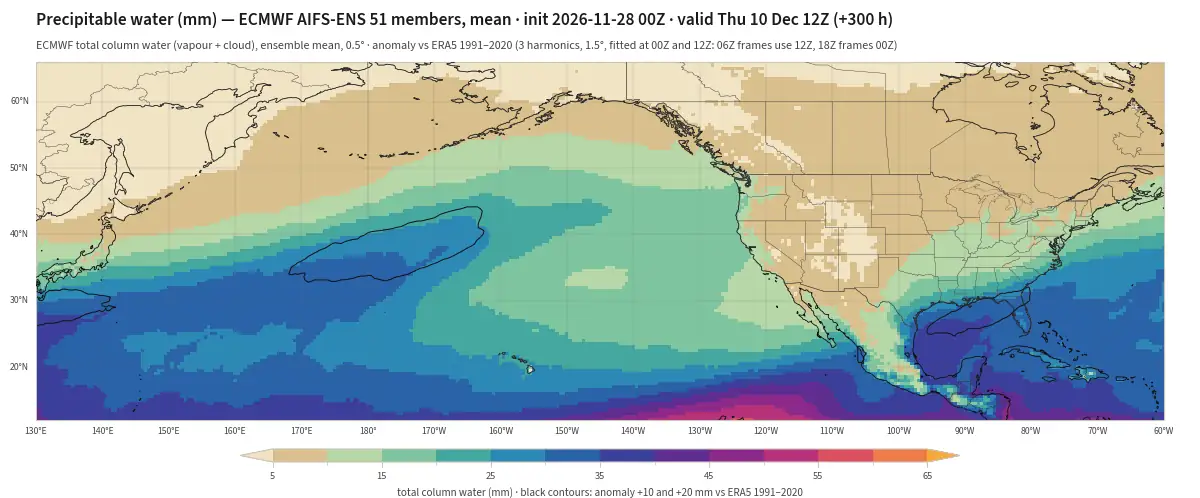 Precipitable water (mm) — ECMWF AIFS-ENS 51 members, mean · init 2026-11-28 00Z · valid Thu 10 Dec 12Z (+300 h)
ECMWF total column water (vapour + cloud), ensemble mean, 0.5° · anomaly vs ERA5 1991–2020 (3 harmonics, 1.5°, fitted at 00Z and 12Z: 06Z frames use 12Z, 18Z frames 00Z)
60°N
50°N
40°N
30°N
20°N
130°E 140°E 150°E 160°E 170°E 180° 170°W 160°W 150°W 140°W 130°W 120°W 110°W 100°W 90°W 80°W 70°W 60°W
5 15 25 35 45 55 65
total column water (mm) · black contours: anomaly +10 and +20 mm vs ERA5 1991–2020